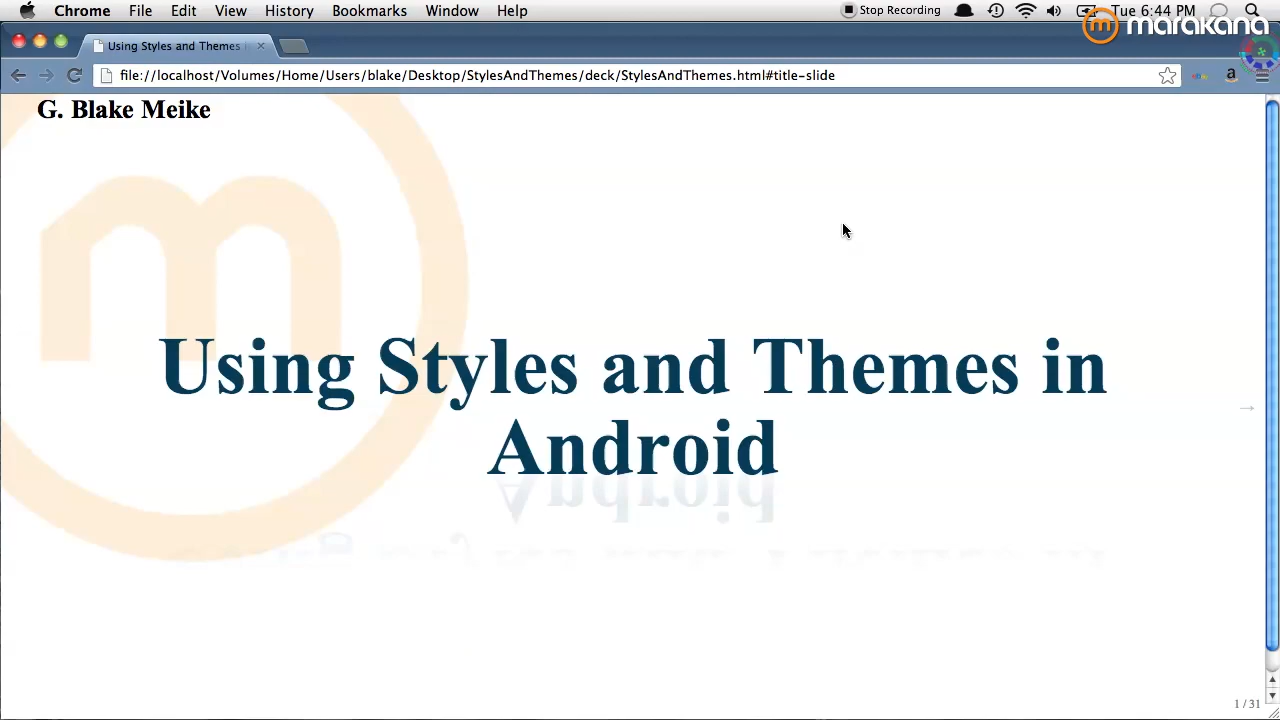 Chrome File Edit View History Bookmarks Window Help Stop Recording Tue 6:44 PM
marakana
Using Styles and Themes
file://localhost/Volumes/Home/Users/blake/Desktop/StylesAndThemes/deck/StylesAndThemes.html#title-slide
G. Blake Meike
Using Styles and Themes in
Android
1 / 31